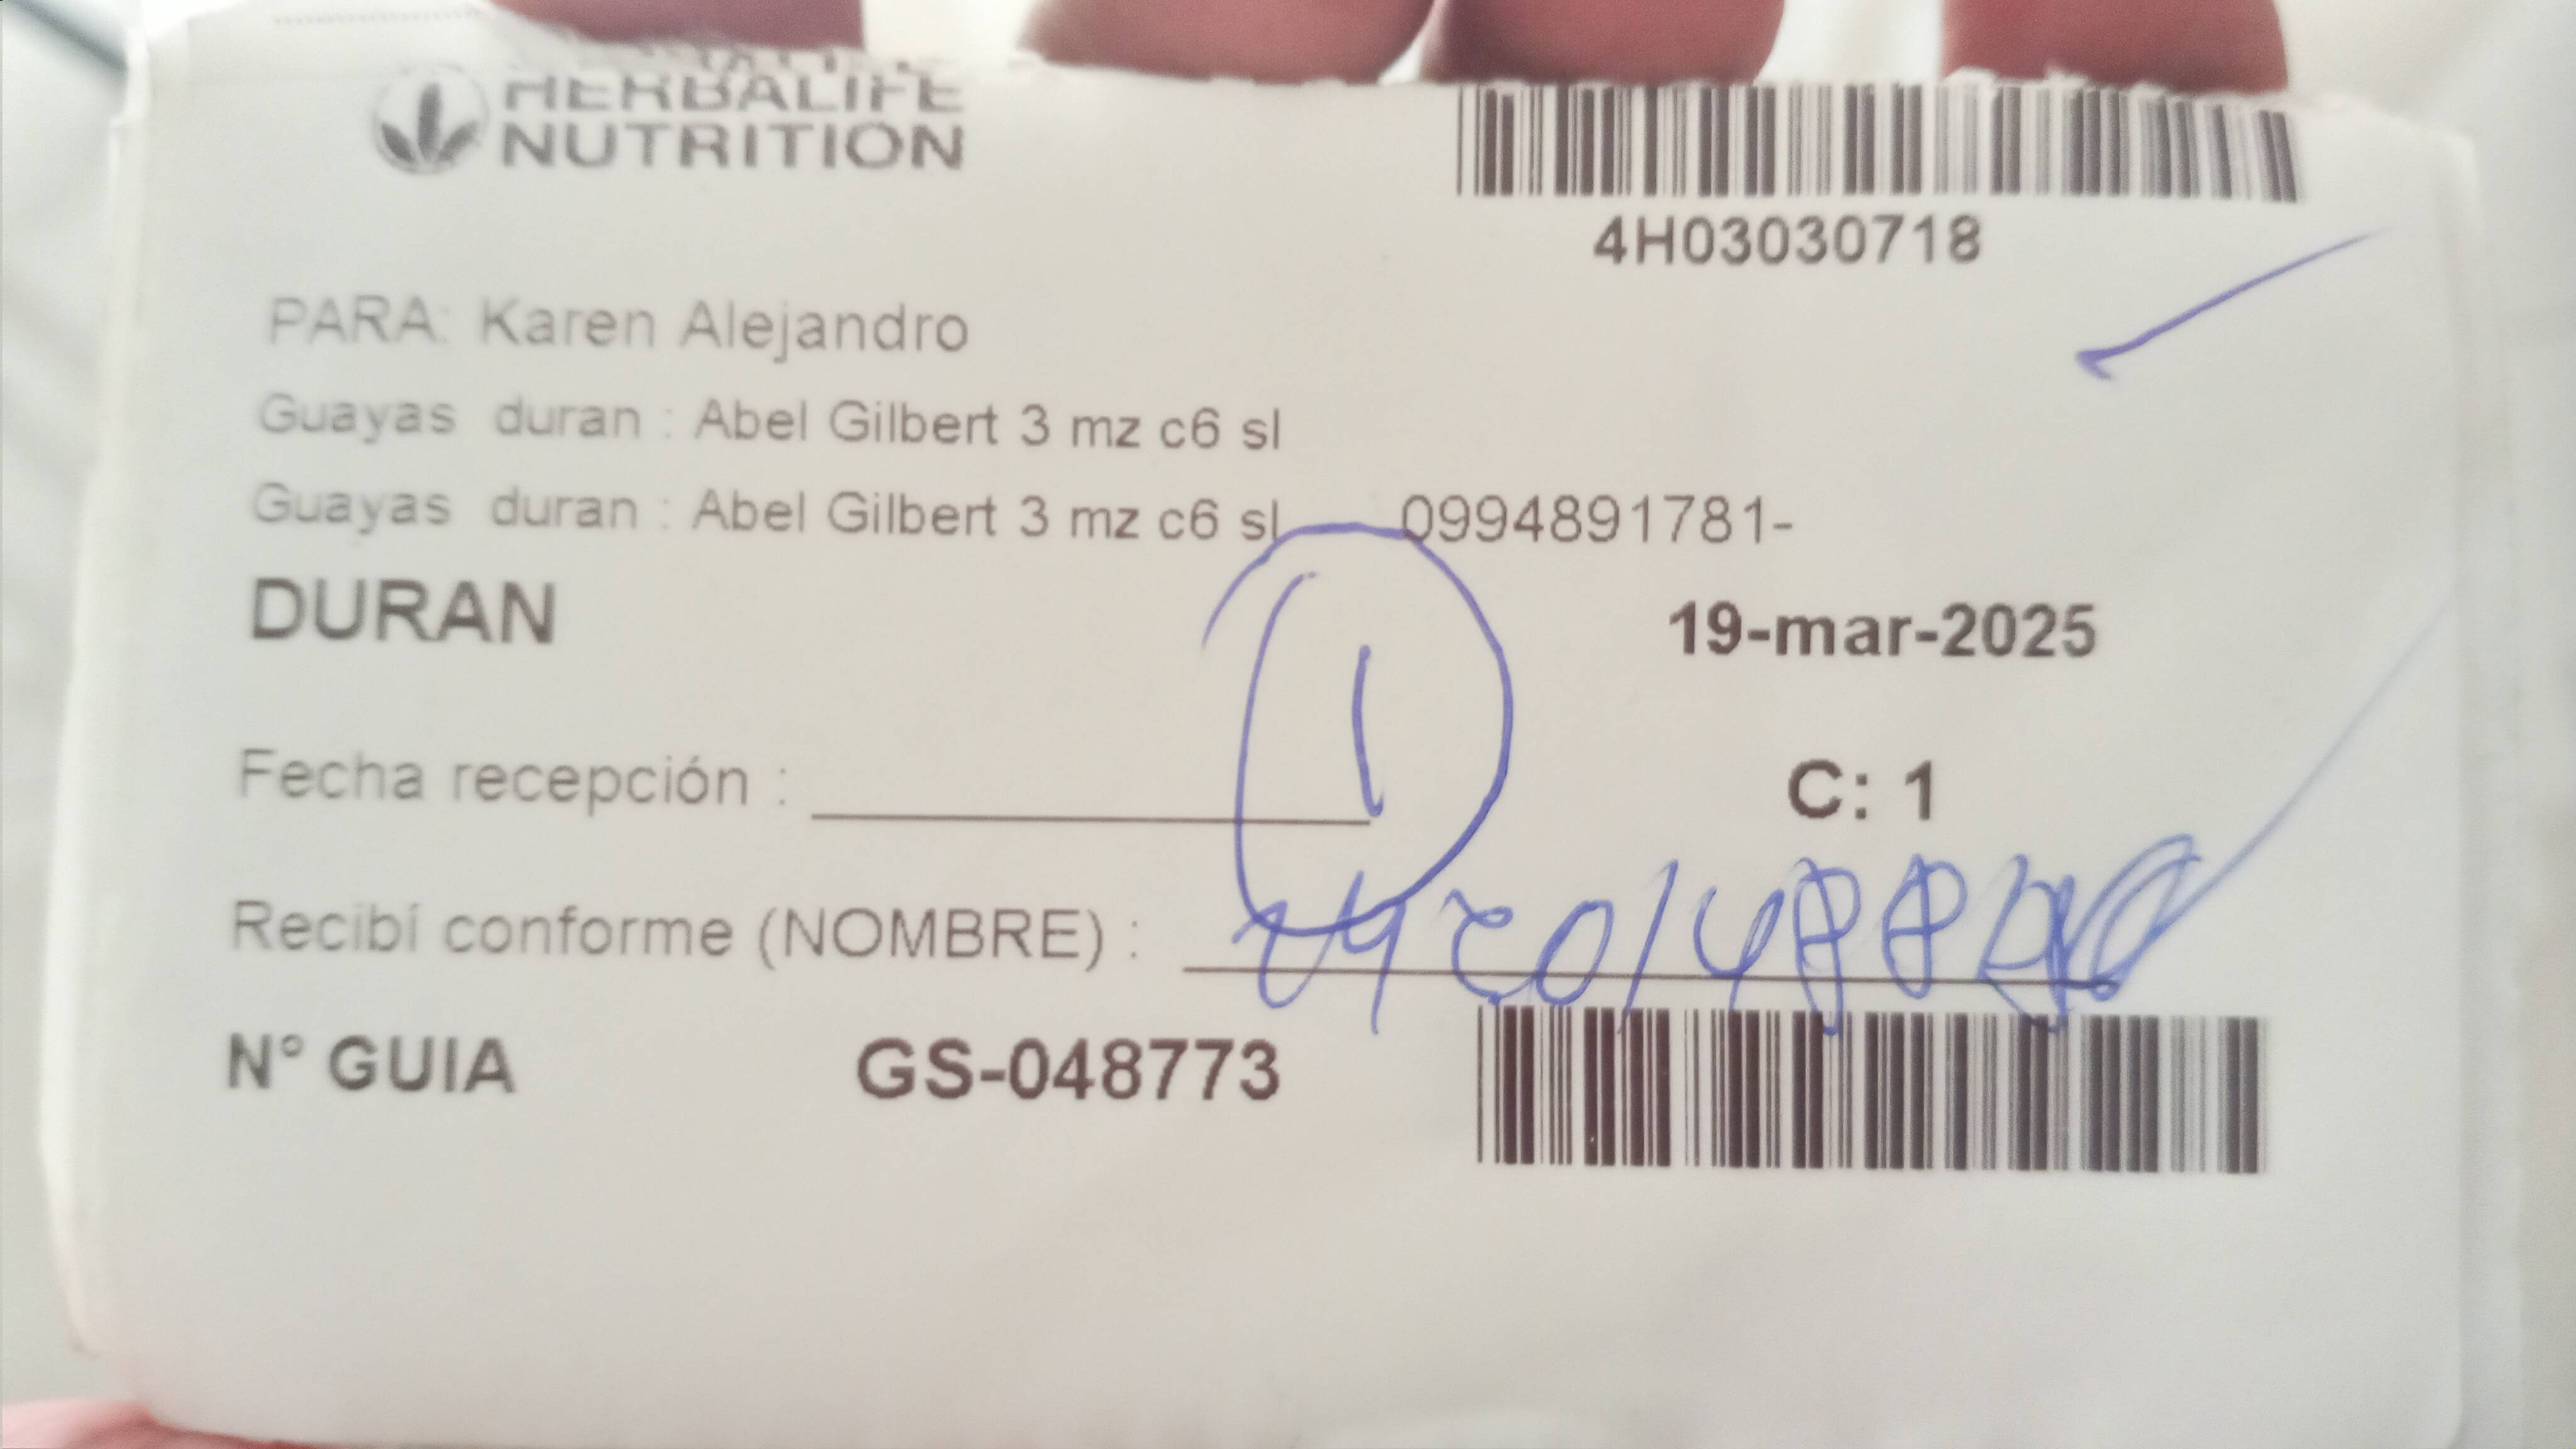 HERBALIFE
NUTRITION
4H03030718
PARA: Karen Alejandro
Guayas duran : Abel Gilbert 3 mz c6 sl
Guayas duran : Abel Gilbert 3 mz c6 sl 0994891781-
DURAN 19-mar-2025
1
Fecha recepción :
C: 1
Recibí conforme (NOMBRE) :
N° GUIA GS-048773